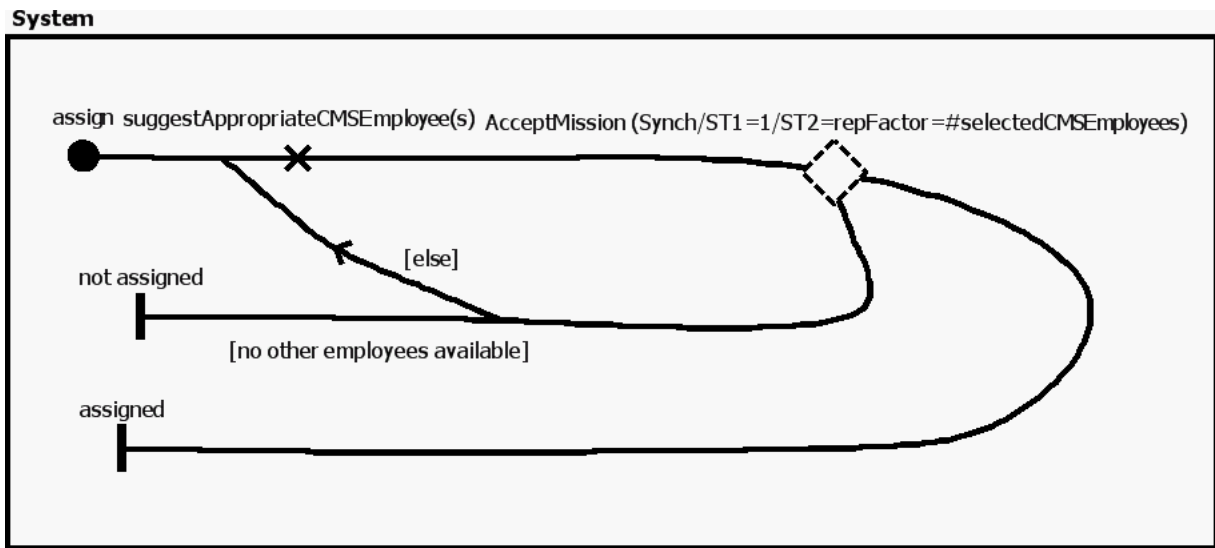 System
assign suggestAppropriateCMSEmployee(s) AcceptMission (Synch/ST1=1/ST2=repFactor=#selectedCMSEmployees)
[else]
not assigned
[no other employees available]
assigned